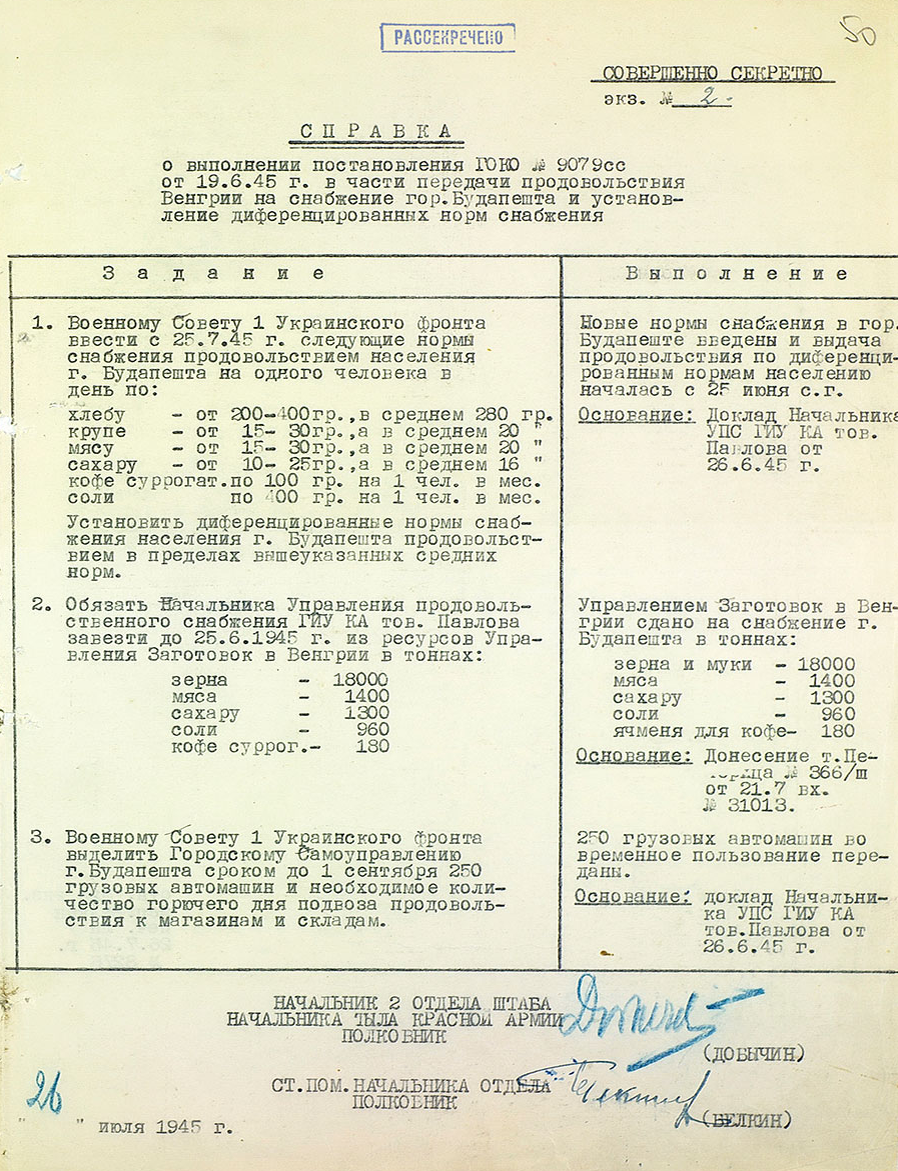 50
РАССЕКРЕЧЕНО
СОВЕРШЕННО СЕКРЕТНО
экз. № 2.
СПРАВКА
о выполнении постановления ГОКО № 9079сс
от 19.6.45 г. в части передачи продовольствия
Венгрии на снабжение гор.Будапешта и установ-
ление диференцированных норм снабжения
Задание
1. Военному Совету 1 Украинского фронта
ввести с 25.7.45 г. следующие нормы
снабжения продовольствием населения
г. Будапешта на одного человека в
день по:
хлебу - от 200-400гр.,в среднем 280 гр.
крупе - от 15- 30гр.,а в среднем 20 "
мясу - от 15- 30гр.,а в среднем 20 "
сахару - от 10- 25гр.,а в среднем 16 "
кофе суррогат.по 100 гр. на 1 чел. в мес.
соли по 400 гр. на 1 чел. в мес.
Установить диференцированные нормы снаб-
жения населения г. Будапешта продовольст-
вием в пределах вышеуказанных средних
норм.
2. Обязать Начальника Управления продоволь-
ственного снабжения ГИУ КА тов. Павлова
завезти до 25.6.1945 г. из ресурсов Упра-
вления Заготовок в Венгрии в тоннах:
зерна - 18000
мяса - 1400
сахару - 1300
соли - 960
кофе суррог.- 180
3. Военному Совету 1 Украинского фронта
выделить Городскому Самоуправлению
г.Будапешта сроком до 1 сентября 250
грузовых автомашин и необходимое коли-
чество горючего дня подвоза продоволь-
ствия к магазинам и складам.
Выполнение
Новые нормы снабжения в гор.
Будапеште введены и выдача
продовольствия по диференци-
рованным нормам населению
началась с 25 июня с.г.
Основание: Доклад Начальника
УПС ГИУ КА тов.
Павлова от
26.6.45 г.
Управлением Заготовок в Вен-
грии сдано на снабжение г.
Будапешта в тоннах:
зерна и муки - 18000
мяса - 1400
сахару - 1300
соли - 960
ячменя для кофе- 180
Основание: Донесение т.Пе-
№ 366/ш
от 21.7 вх.
№ 31013.
250 грузовых автомашин во
временное пользование пере-
даны.
Основание: доклад Начальни-
ка УПС ГИУ КА
тов.Павлова от
26.6.45 г.
НАЧАЛЬНИК 2 ОТДЕЛА ШТАБА
НАЧАЛЬНИКА ТЫЛА КРАСНОЙ АРМИИ
ПОЛКОВНИК
(ДОБЫЧИН)
СТ.ПОМ.НАЧАЛЬНИКА ОТДЕЛА
ПОЛКОВНИК
(БЕЛКИН)
"26" июля 1945 г.